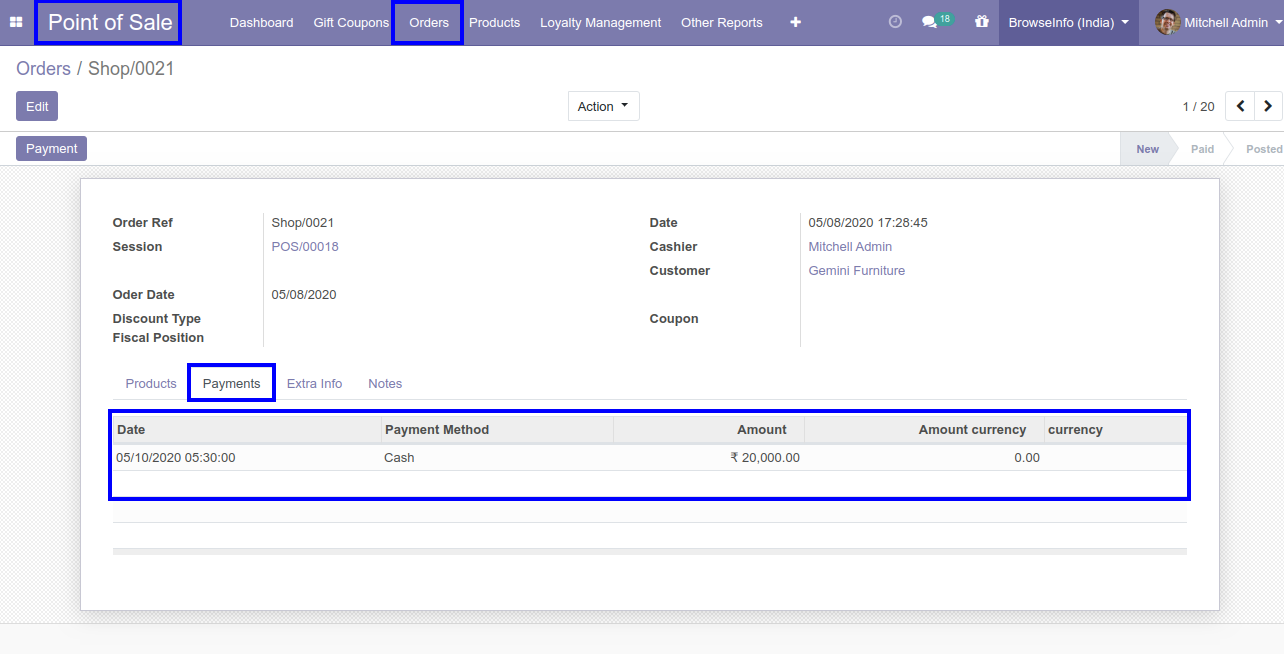 Point of Sale Dashboard Gift Coupons Orders Products Loyalty Management Other Reports 18 BrowseInfo (India) Mitchell Admin
Orders / Shop/0021
Edit Action 1 / 20
Payment New Paid Posted
Order Ref Shop/0021 Date 05/08/2020 17:28:45
Session POS/00018 Cashier Mitchell Admin
Customer Gemini Furniture
Oder Date 05/08/2020
Discount Type Coupon
Fiscal Position
Products Payments Extra Info Notes
Date Payment Method Amount Amount currency currency
05/10/2020 05:30:00 Cash ₹ 20,000.00 0.00